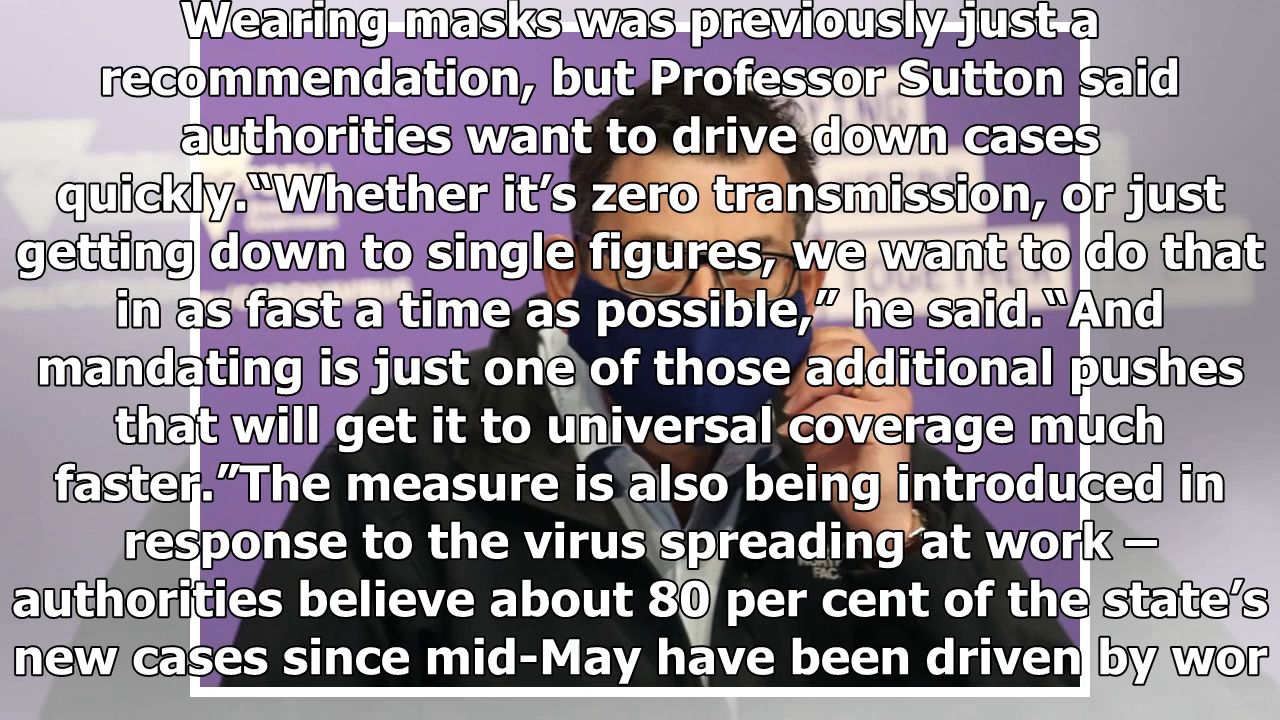 Wearing masks was previously just a
recommendation, but Professor Sutton said
authorities want to drive down cases
quickly.“Whether it’s zero transmission, or just
getting down to single figures, we want to do that
in as fast a time as possible,” he said.“And
mandating is just one of those additional pushes
that will get it to universal coverage much
faster.”The measure is also being introduced in
response to the virus spreading at work –
authorities believe about 80 per cent of the state’s
new cases since mid-May have been driven by wor